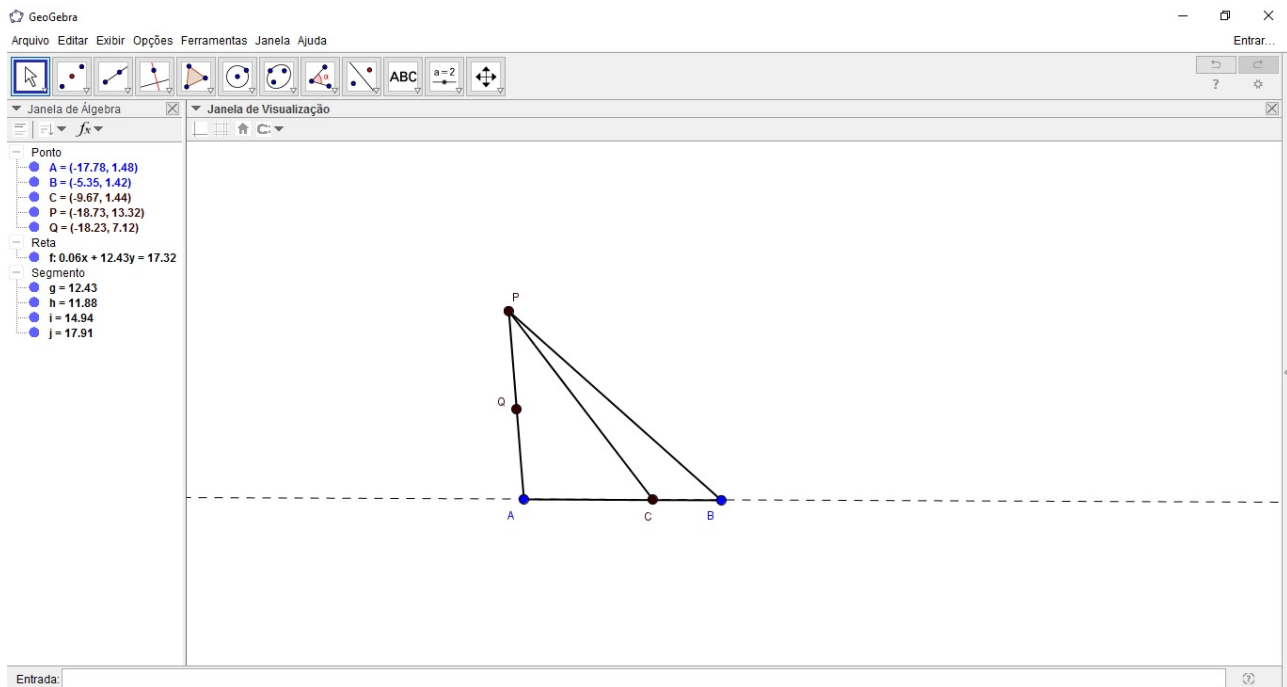 GeoGebra
Arquivo Editar Exibir Opções Ferramentas Janela Ajuda
Entrar...
ABC
a=2
Janela de Álgebra
Janela de Visualização
fx
Ponto
A = (-17.78, 1.48)
B = (-5.35, 1.42)
C = (-9.67, 1.44)
P = (-18.73, 13.32)
Q = (-18.23, 7.12)
Reta
f: 0.06x + 12.43y = 17.32
Segmento
g = 12.43
h = 11.88
i = 14.94
j = 17.91
P
Q
A
C
B
Entrada: